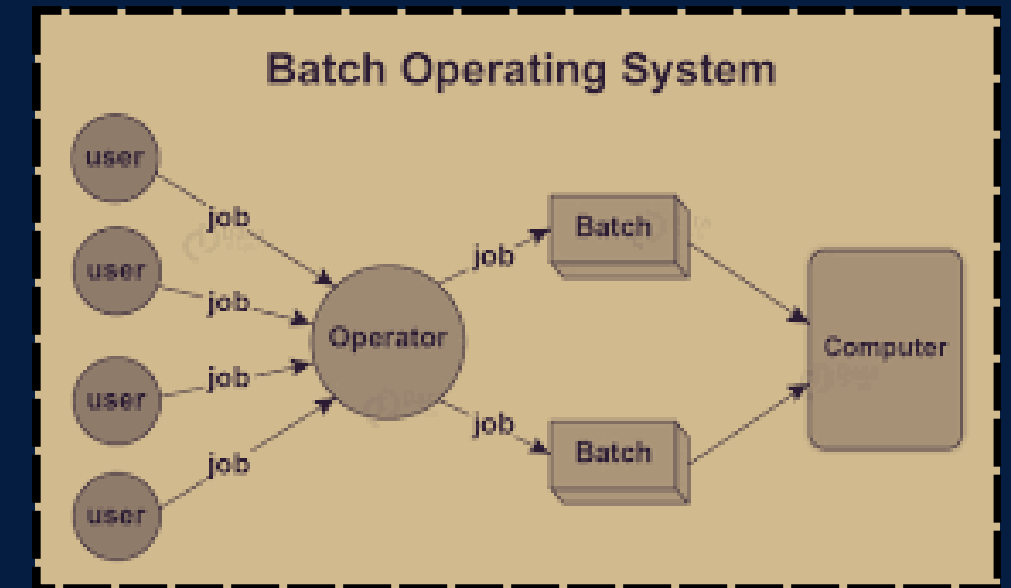 Batch Operating System
user
job
user
job
user
job
user
job
Operator
job
Batch
job
Batch
Computer